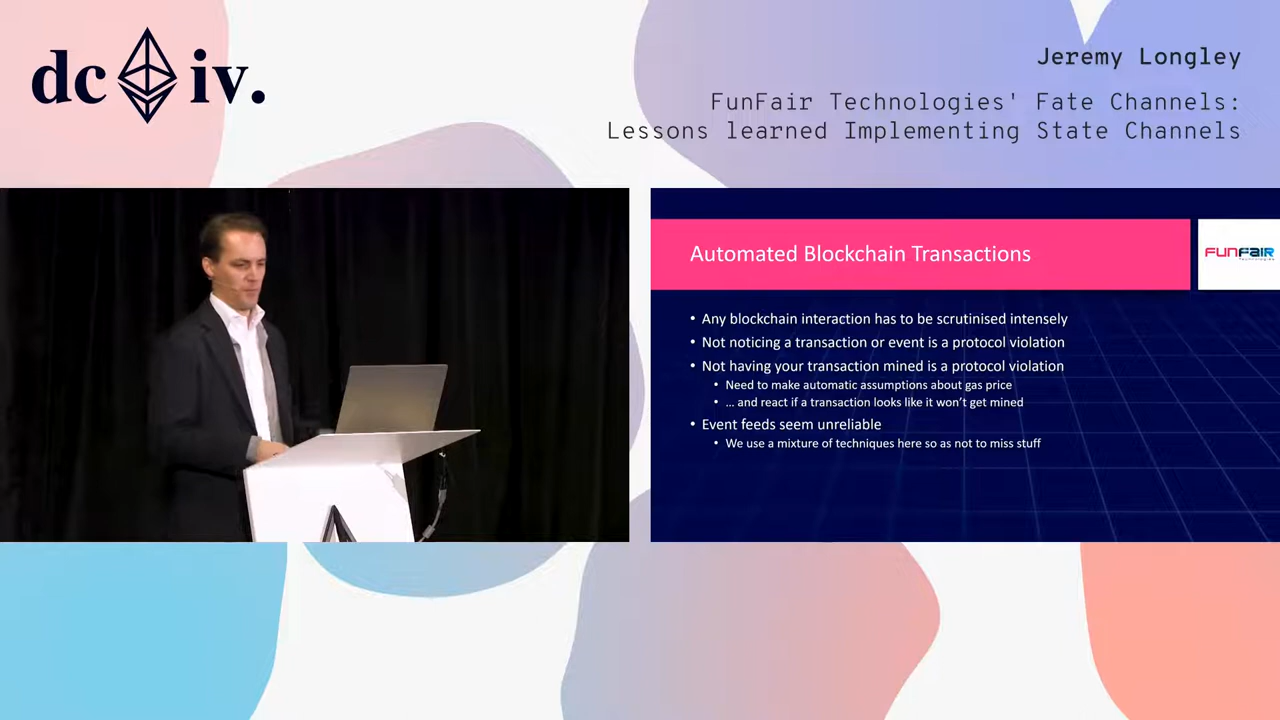 dc iv.
Jeremy Longley
FunFair Technologies' Fate Channels:
Lessons learned Implementing State Channels
Automated Blockchain Transactions
FUNFAIR
Technologies
• Any blockchain interaction has to be scrutinised intensely
• Not noticing a transaction or event is a protocol violation
• Not having your transaction mined is a protocol violation
• Need to make automatic assumptions about gas price
• … and react if a transaction looks like it won't get mined
• Event feeds seem unreliable
• We use a mixture of techniques here so as not to miss stuff